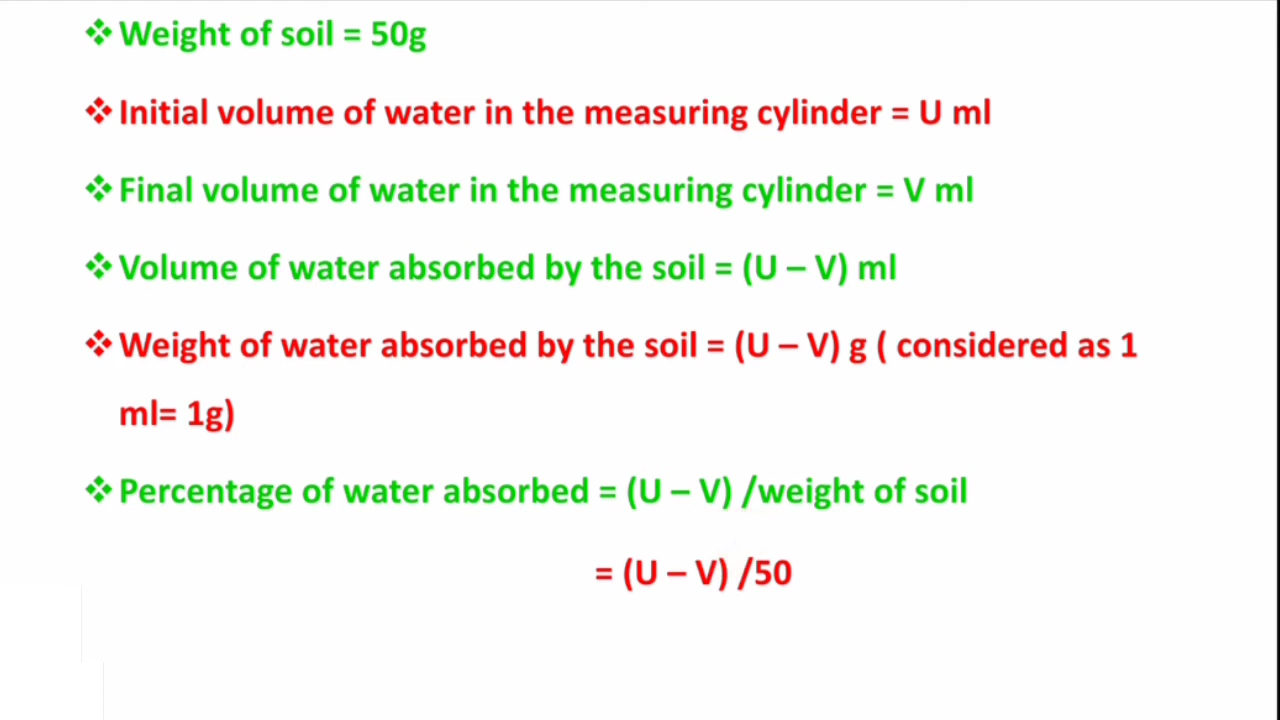 ❖ Weight of soil = 50g
❖ Initial volume of water in the measuring cylinder = U ml
❖ Final volume of water in the measuring cylinder = V ml
❖ Volume of water absorbed by the soil = (U – V) ml
❖ Weight of water absorbed by the soil = (U – V) g ( considered as 1
ml= 1g)
❖ Percentage of water absorbed = (U – V) /weight of soil
= (U – V) /50